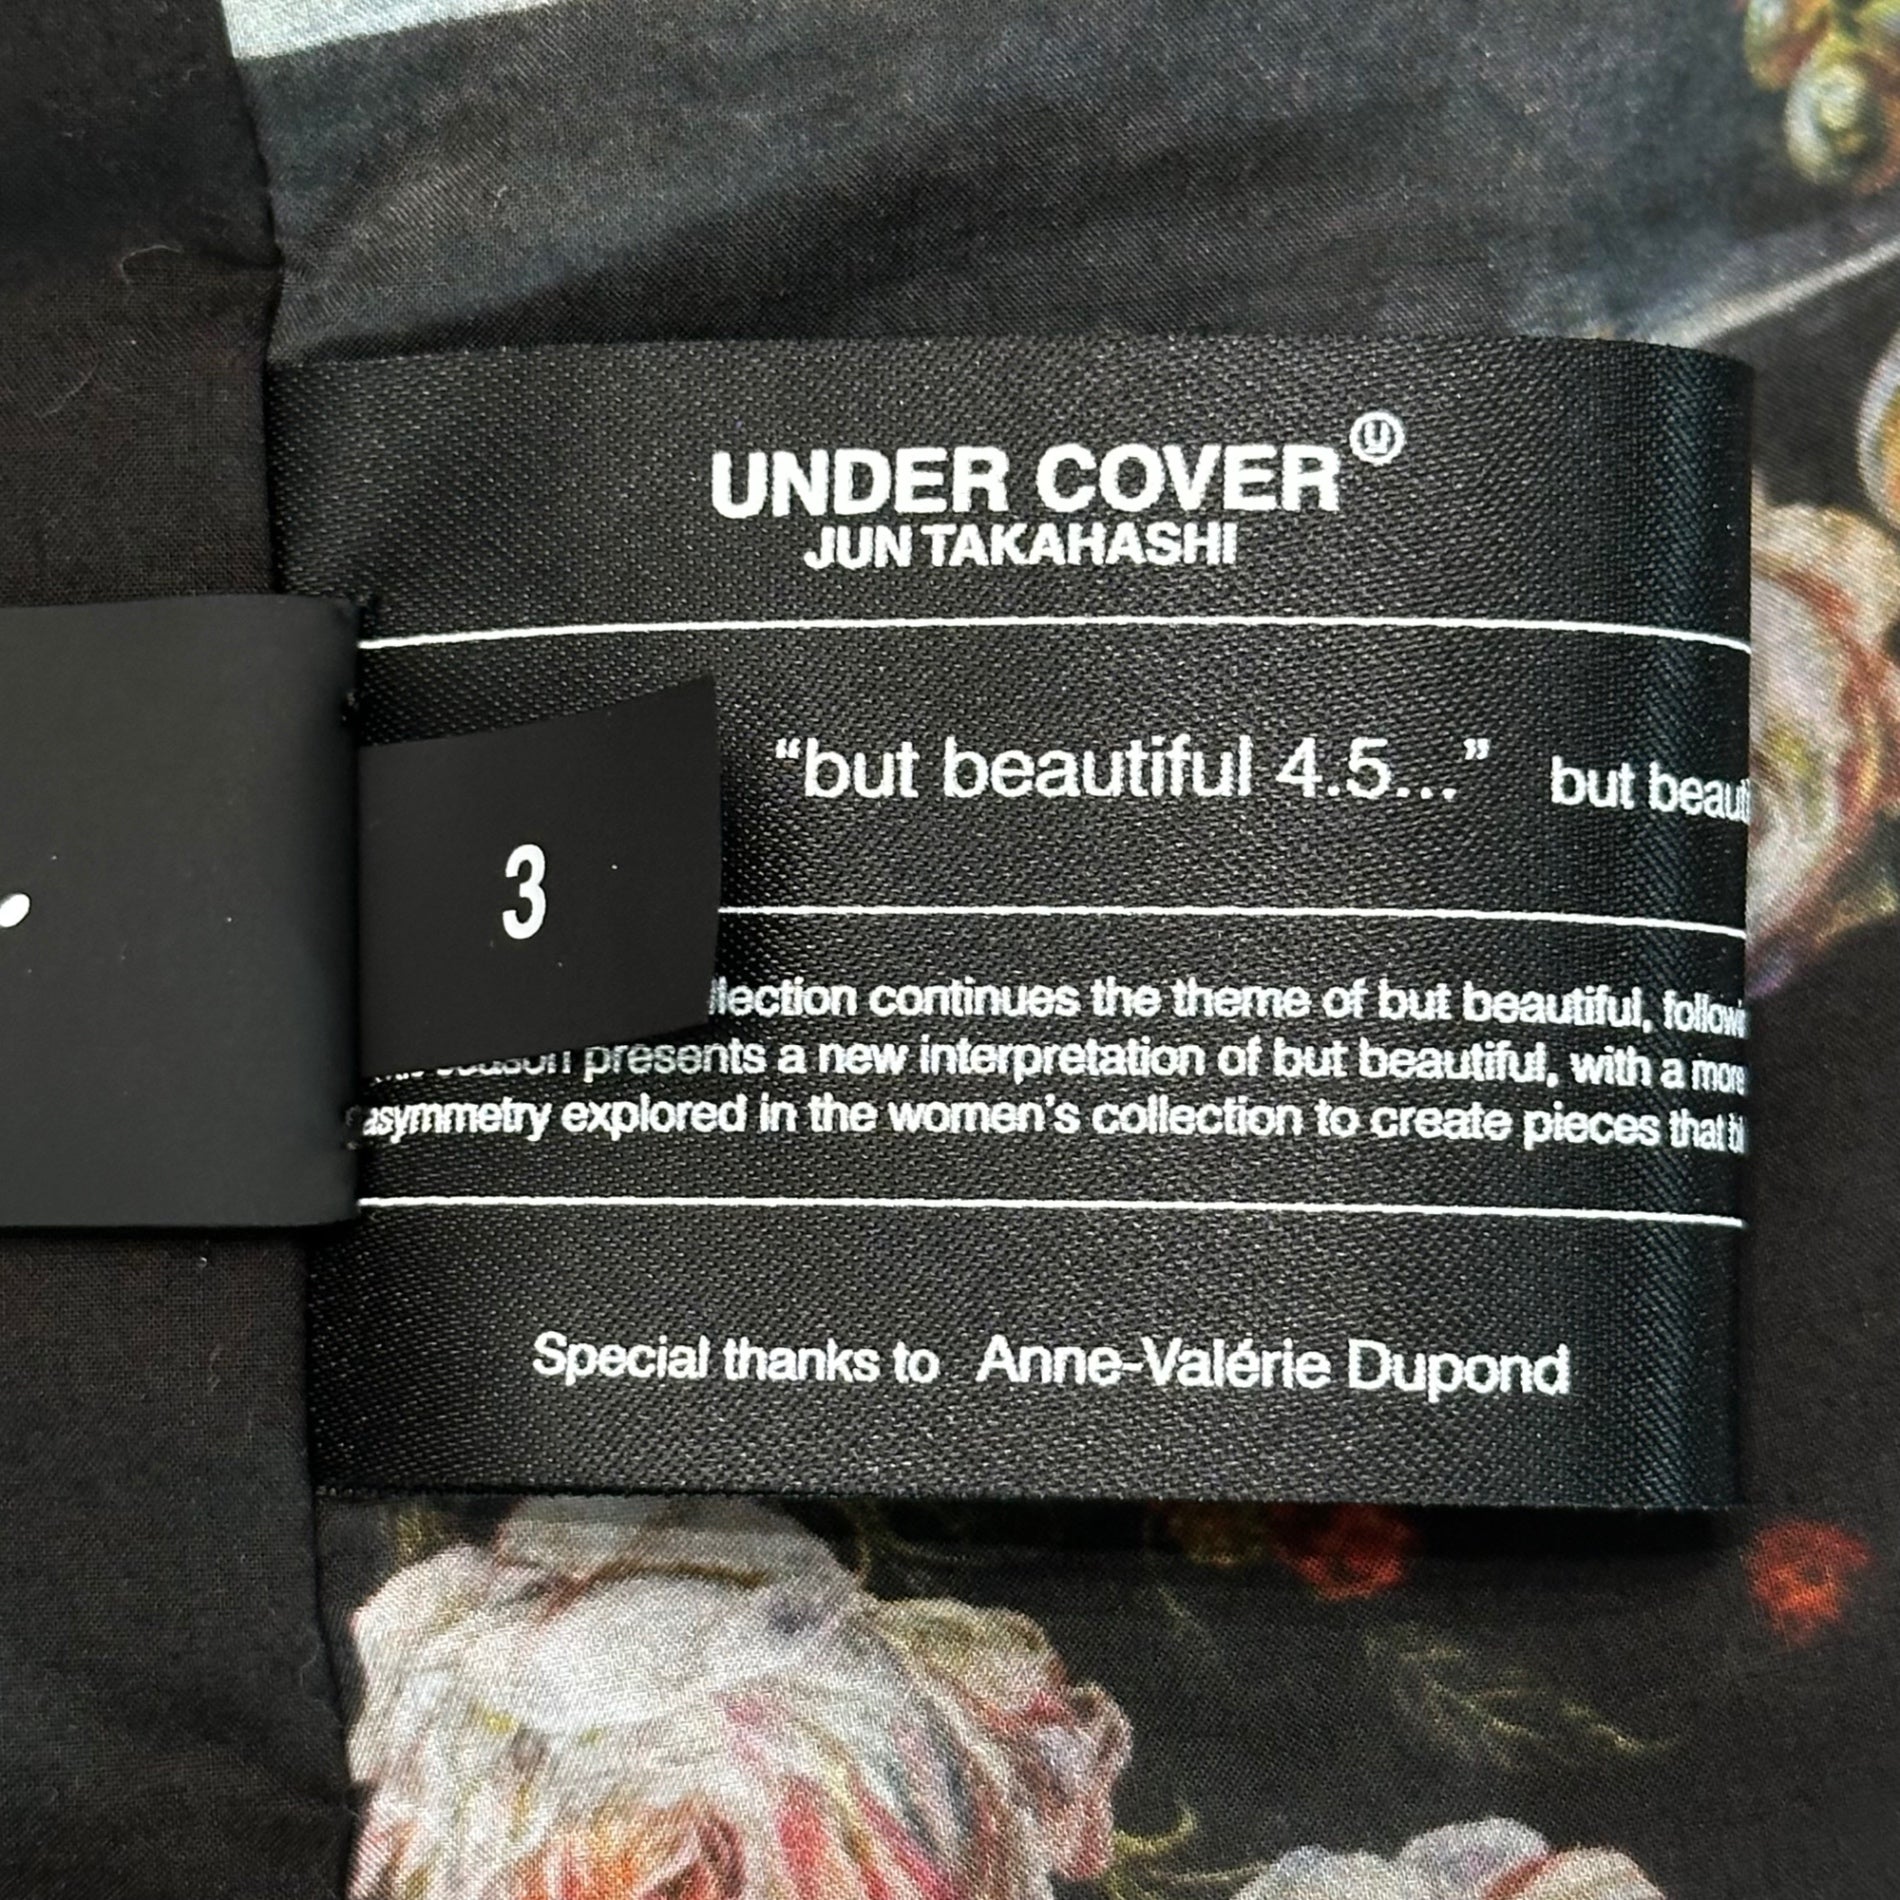 UNDER COVER Ⓤ
JUN TAKAHASHI
“but beautiful 4.5...” but
3
continues the theme of but beautiful,
presents a new interpretation of but beautiful, with a more
asymmetry explored in the women's collection to create pieces that
Special thanks to Anne-Valérie Dupond